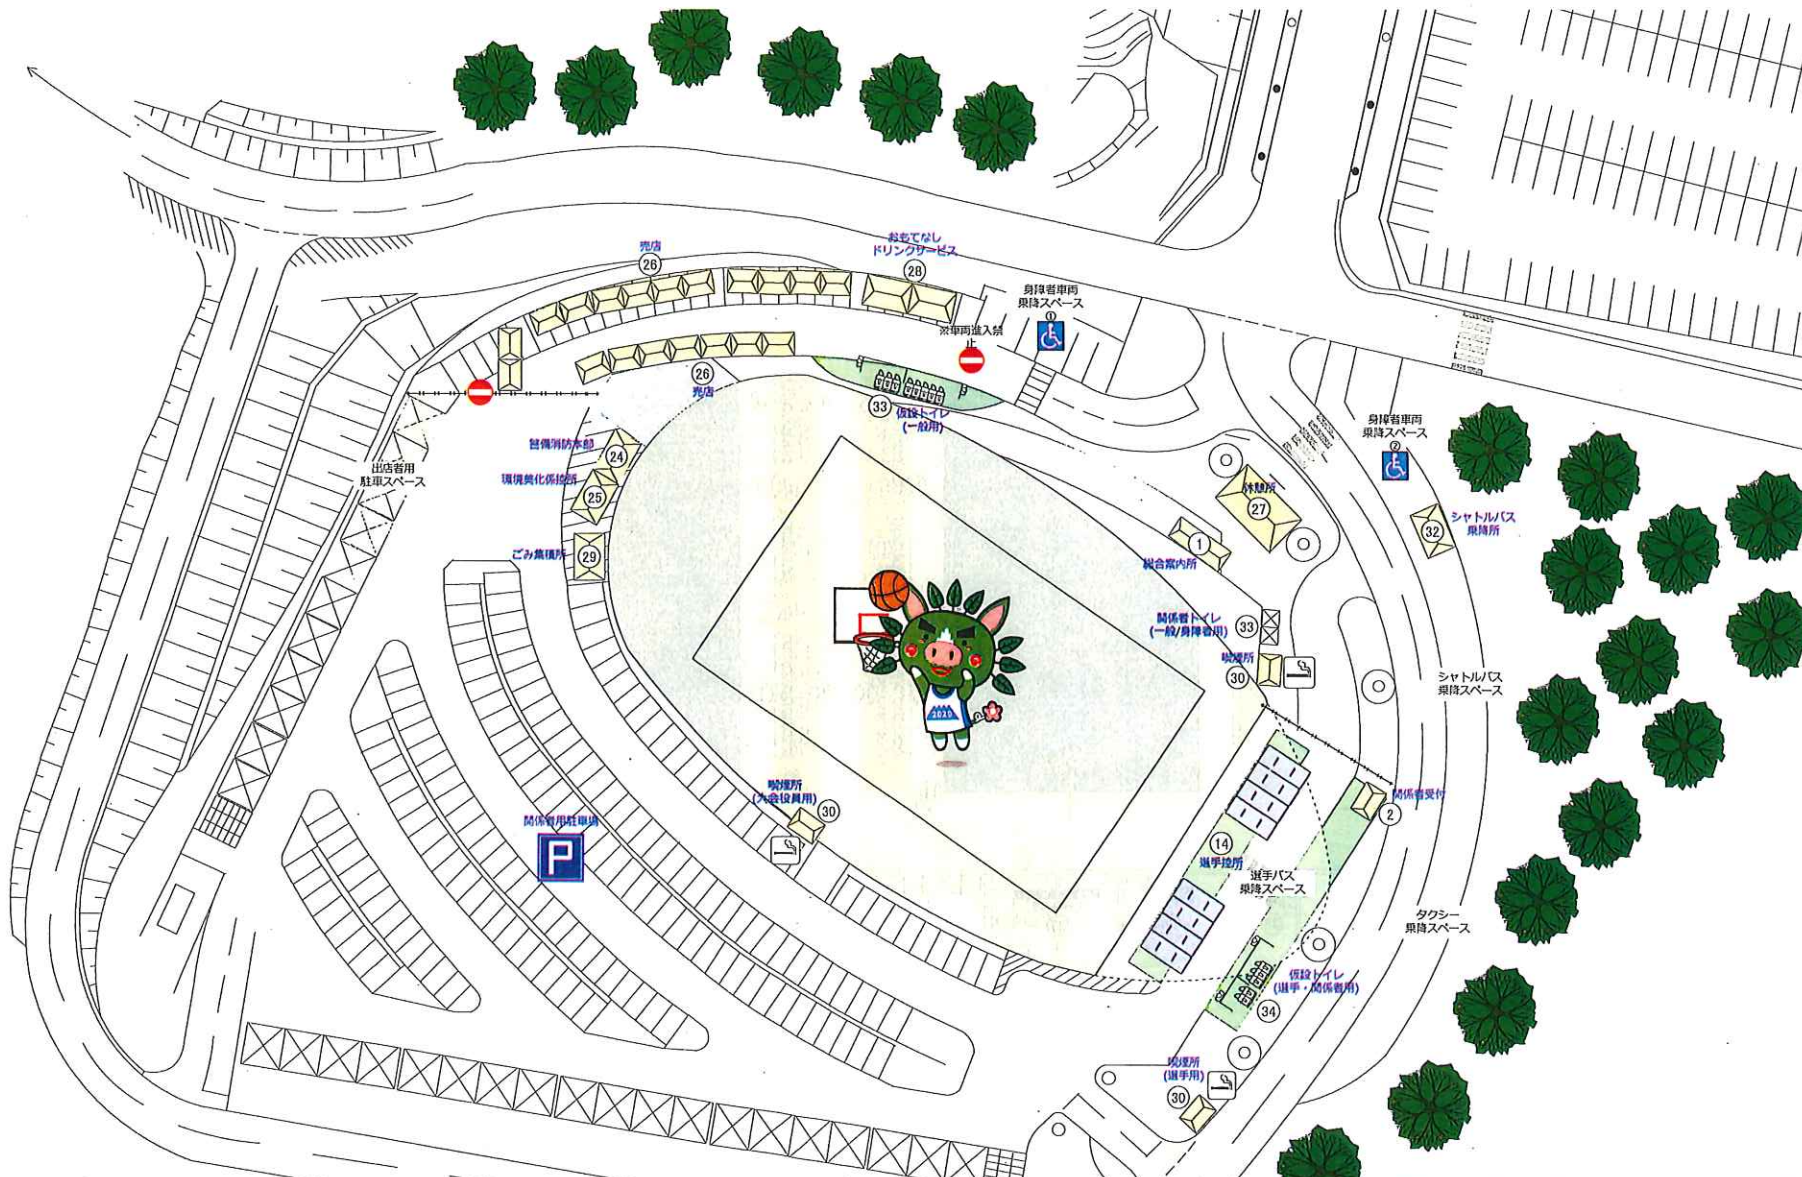 売店
26
おもてなし
ドリンクサービス
28
身障者車両
乗降スペース
①
※車両進入禁
止
26
売店
33
仮設トイレ
(一般用)
身障者車両
乗降スペース
②
警備消防本部
24
出店者用
駐車スペース
環境美化係控所
25
休憩所
27
シャトルバス
乗降所
32
ごみ集積所
29
1
総合案内所
関係者トイレ
(一般/身障者用)
33
喫煙所
30
シャトルバス
乗降スペース
2020
喫煙所
(大会役員用)
30
関係者用駐車場
P
関係者受付
2
14
選手控所
選手バス
乗降スペース
タクシー
乗降スペース
仮設トイレ
(選手・関係者用)
34
喫煙所
(選手用)
30